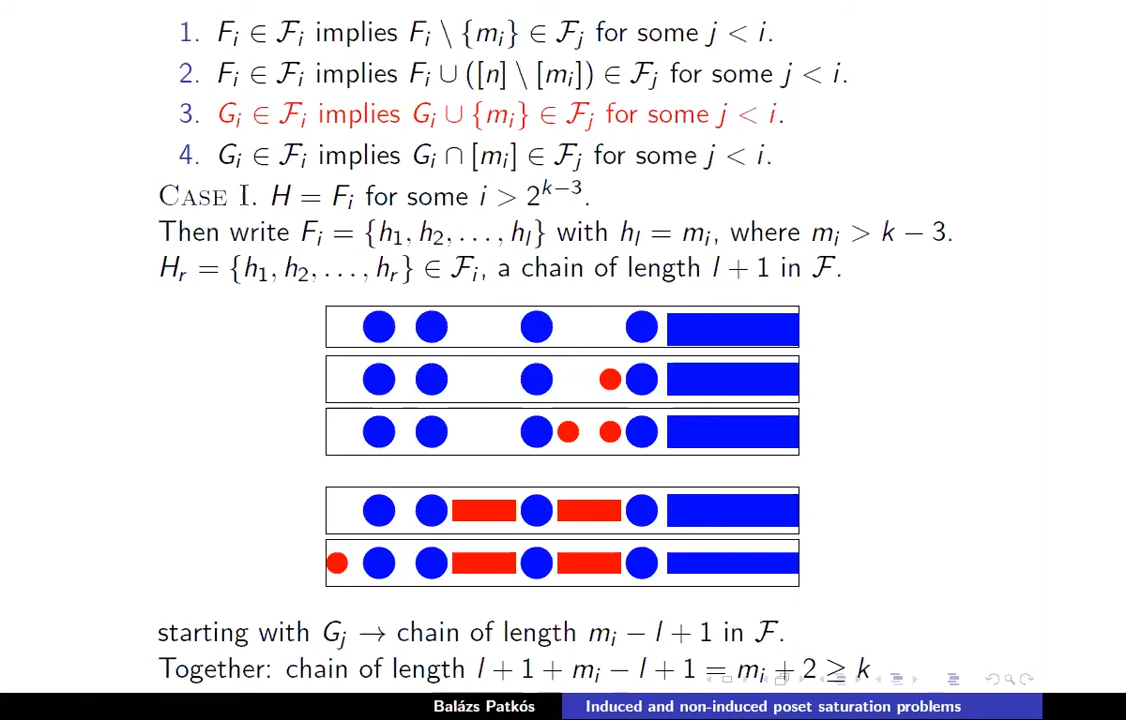 1. F_i ∈ ℱ_i implies F_i \ {m_i} ∈ ℱ_j for some j < i.
2. F_i ∈ ℱ_i implies F_i ∪ ([n] \ [m_i]) ∈ ℱ_j for some j < i.
3. G_i ∈ ℱ_i implies G_i ∪ {m_i} ∈ ℱ_j for some j < i.
4. G_i ∈ ℱ_i implies G_i ∩ [m_i] ∈ ℱ_j for some j < i.
CASE I. H = F_i for some i > 2^{k−3}.
Then write F_i = {h_1, h_2, . . . , h_l} with h_l = m_i, where m_i > k − 3.
H_r = {h_1, h_2, . . . , h_r} ∈ ℱ_i, a chain of length l + 1 in ℱ.
starting with G_j → chain of length m_i − l + 1 in ℱ.
Together: chain of length l + 1 + m_i − l + 1 = m_i + 2 ≥ k
Balázs Patkós Induced and non-induced poset saturation problems